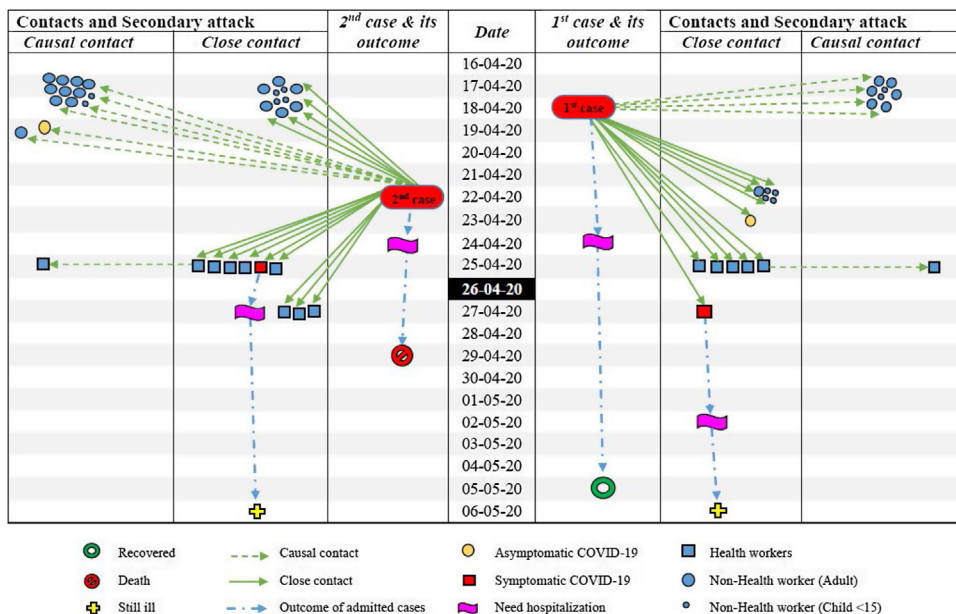 Contacts and Secondary attack
Causal contact
Close contact
2nd case & its
outcome
Date
1st case & its
outcome
Contacts and Secondary attack
Close contact
Causal contact
16-04-20
17-04-20
18-04-20
19-04-20
20-04-20
21-04-20
22-04-20
23-04-20
24-04-20
25-04-20
26-04-20
27-04-20
28-04-20
29-04-20
30-04-20
01-05-20
02-05-20
03-05-20
04-05-20
05-05-20
06-05-20
1st case
2nd case
Recovered
Causal contact
Asymptomatic COVID-19
Health workers
Death
Close contact
Symptomatic COVID-19
Non-Health worker (Adult)
Still ill
Outcome of admitted cases
Need hospitalization
Non-Health worker (Child <15)